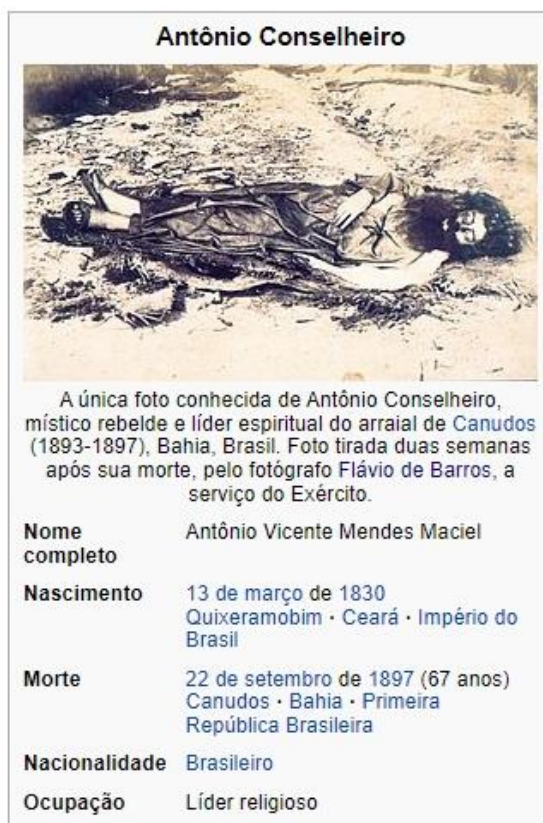 Antônio Conselheiro
A única foto conhecida de Antônio Conselheiro,
místico rebelde e líder espiritual do arraial de Canudos
(1893-1897), Bahia, Brasil. Foto tirada duas semanas
após sua morte, pelo fotógrafo Flávio de Barros, a
serviço do Exército.
Nome completo Antônio Vicente Mendes Maciel
Nascimento 13 de março de 1830
Quixeramobim · Ceará · Império do
Brasil
Morte 22 de setembro de 1897 (67 anos)
Canudos · Bahia · Primeira
República Brasileira
Nacionalidade Brasileiro
Ocupação Líder religioso